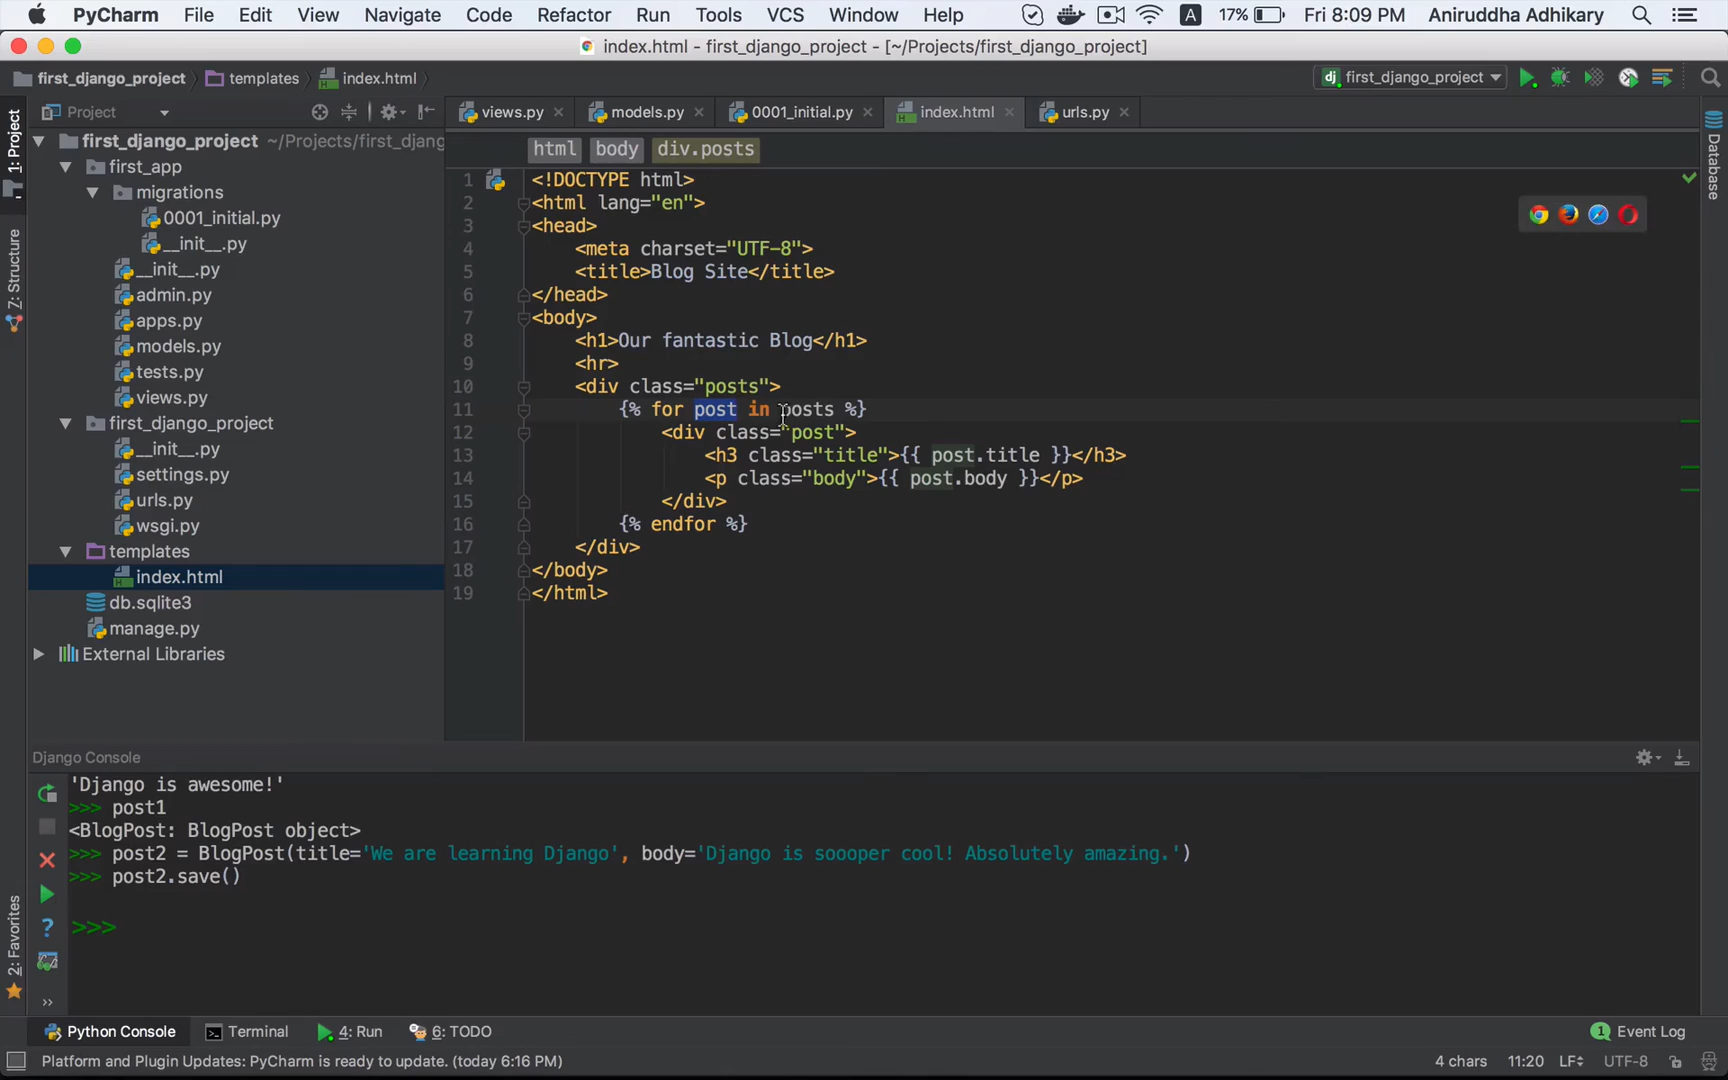 PyCharm File Edit View Navigate Code Refactor Run Tools VCS Window Help A 17% Fri 8:09 PM Aniruddha Adhikary
index.html - first_django_project - [~/Projects/first_django_project]
first_django_project templates index.html dj first_django_project
Project views.py models.py 0001_initial.py index.html urls.py
1: Project
7: Structure
2: Favorites
Database
first_django_project ~/Projects/first_djang
first_app
migrations
0001_initial.py
__init__.py
__init__.py
admin.py
apps.py
models.py
tests.py
views.py
first_django_project
__init__.py
settings.py
urls.py
wsgi.py
templates
index.html
db.sqlite3
manage.py
External Libraries
html body div.posts
1 <!DOCTYPE html>
2 <html lang="en">
3 <head>
4 <meta charset="UTF-8">
5 <title>Blog Site</title>
6 </head>
7 <body>
8 <h1>Our fantastic Blog</h1>
9 <hr>
10 <div class="posts">
11 {% for post in posts %}
12 <div class="post">
13 <h3 class="title">{{ post.title }}</h3>
14 <p class="body">{{ post.body }}</p>
15 </div>
16 {% endfor %}
17 </div>
18 </body>
19 </html>
Django Console
'Django is awesome!'
>>> post1
<BlogPost: BlogPost object>
>>> post2 = BlogPost(title='We are learning Django', body='Django is soooper cool! Absolutely amazing.')
>>> post2.save()
>>>
Python Console Terminal 4: Run 6: TODO 1 Event Log
Platform and Plugin Updates: PyCharm is ready to update. (today 6:16 PM) 4 chars 11:20 LF UTF-8